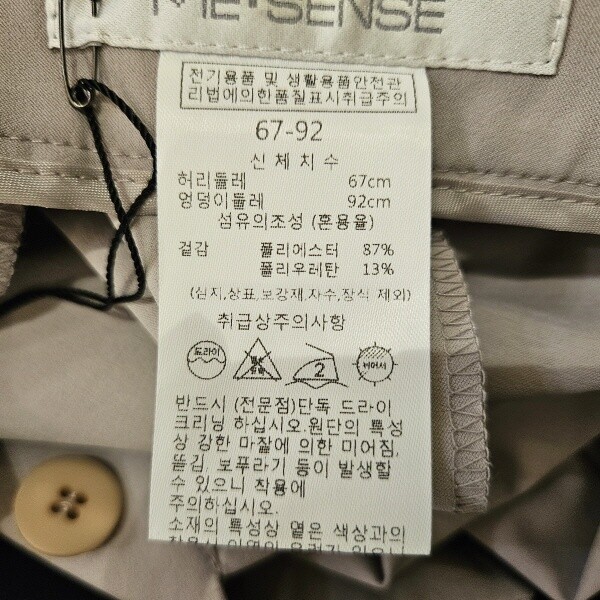 ME+SENSE
전기용품 및 생활용품안전관
리법에의한품질표시취급주의
67-92
신체치수
허리둘레 67cm
엉덩이둘레 92cm
섬유의조성 (혼용율)
겉감 폴리에스터 87%
폴리우레탄 13%
(심지,상표,보강재,자수,장식 제외)
취급상주의사항
드라이
2
뉘어서
반드시 (전문점)단독 드라이
크리닝 하십시오.원단의 특성
상 강한 마찰에 의한 미어짐,
뜯김, 보푸라기 등이 발생할
수 있으니 착용에
주의하십시오.
소재의 특성상 옅은 색상과의